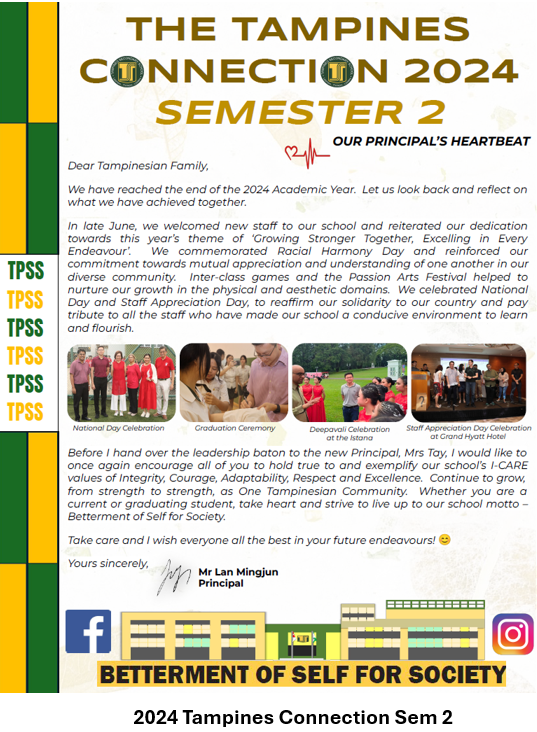 THE TAMPINES
CONNECTION 2024
SEMESTER 2
OUR PRINCIPAL'S HEARTBEAT
Dear Tampinesian Family,
We have reached the end of the 2024 Academic Year. Let us look back and reflect on
what we have achieved together.
In late June, we welcomed new staff to our school and reiterated our dedication
towards this year's theme of 'Growing Stronger Together, Excelling in Every
Endeavour'. We commemorated Racial Harmony Day and reinforced our
commitment towards mutual appreciation and understanding of one another in our
diverse community. Inter-class games and the Passion Arts Festival helped to
nurture our growth in the physical and aesthetic domains. We celebrated National
Day and Staff Appreciation Day, to reaffirm our solidarity to our country and pay
tribute to all the staff who have made our school a conducive environment to learn
and flourish.
TPSS
TPSS
TPSS
TPSS
TPSS
TPSS
National Day Celebration
Graduation Ceremony
Deepavali Celebration
at the Istana
Staff Appreciation Day Celebration
at Grand Hyatt Hotel
Before I hand over the leadership baton to the new Principal, Mrs Tay, I would like to
once again encourage all of you to hold true to and exemplify our school's I-CARE
values of Integrity, Courage, Adaptability, Respect and Excellence. Continue to grow,
from strength to strength, as One Tampinesian Community. Whether you are a
current or graduating student, take heart and strive to live up to our school motto –
Betterment of Self for Society.
Take care and I wish everyone all the best in your future endeavours! 😊
Yours sincerely,
Mr Lan Mingjun
Principal
BETTERMENT OF SELF FOR SOCIETY
2024 Tampines Connection Sem 2